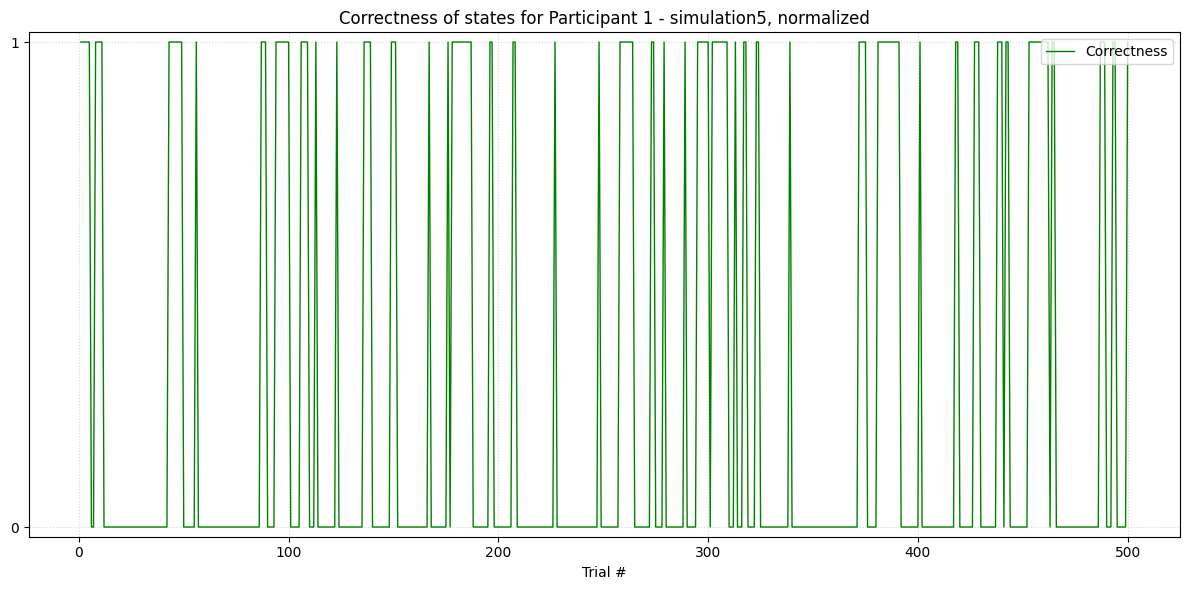 Correctness of states for Participant 1 - simulation5, normalized
1
Correctness
0
0 100 200 300 400 500
Trial #